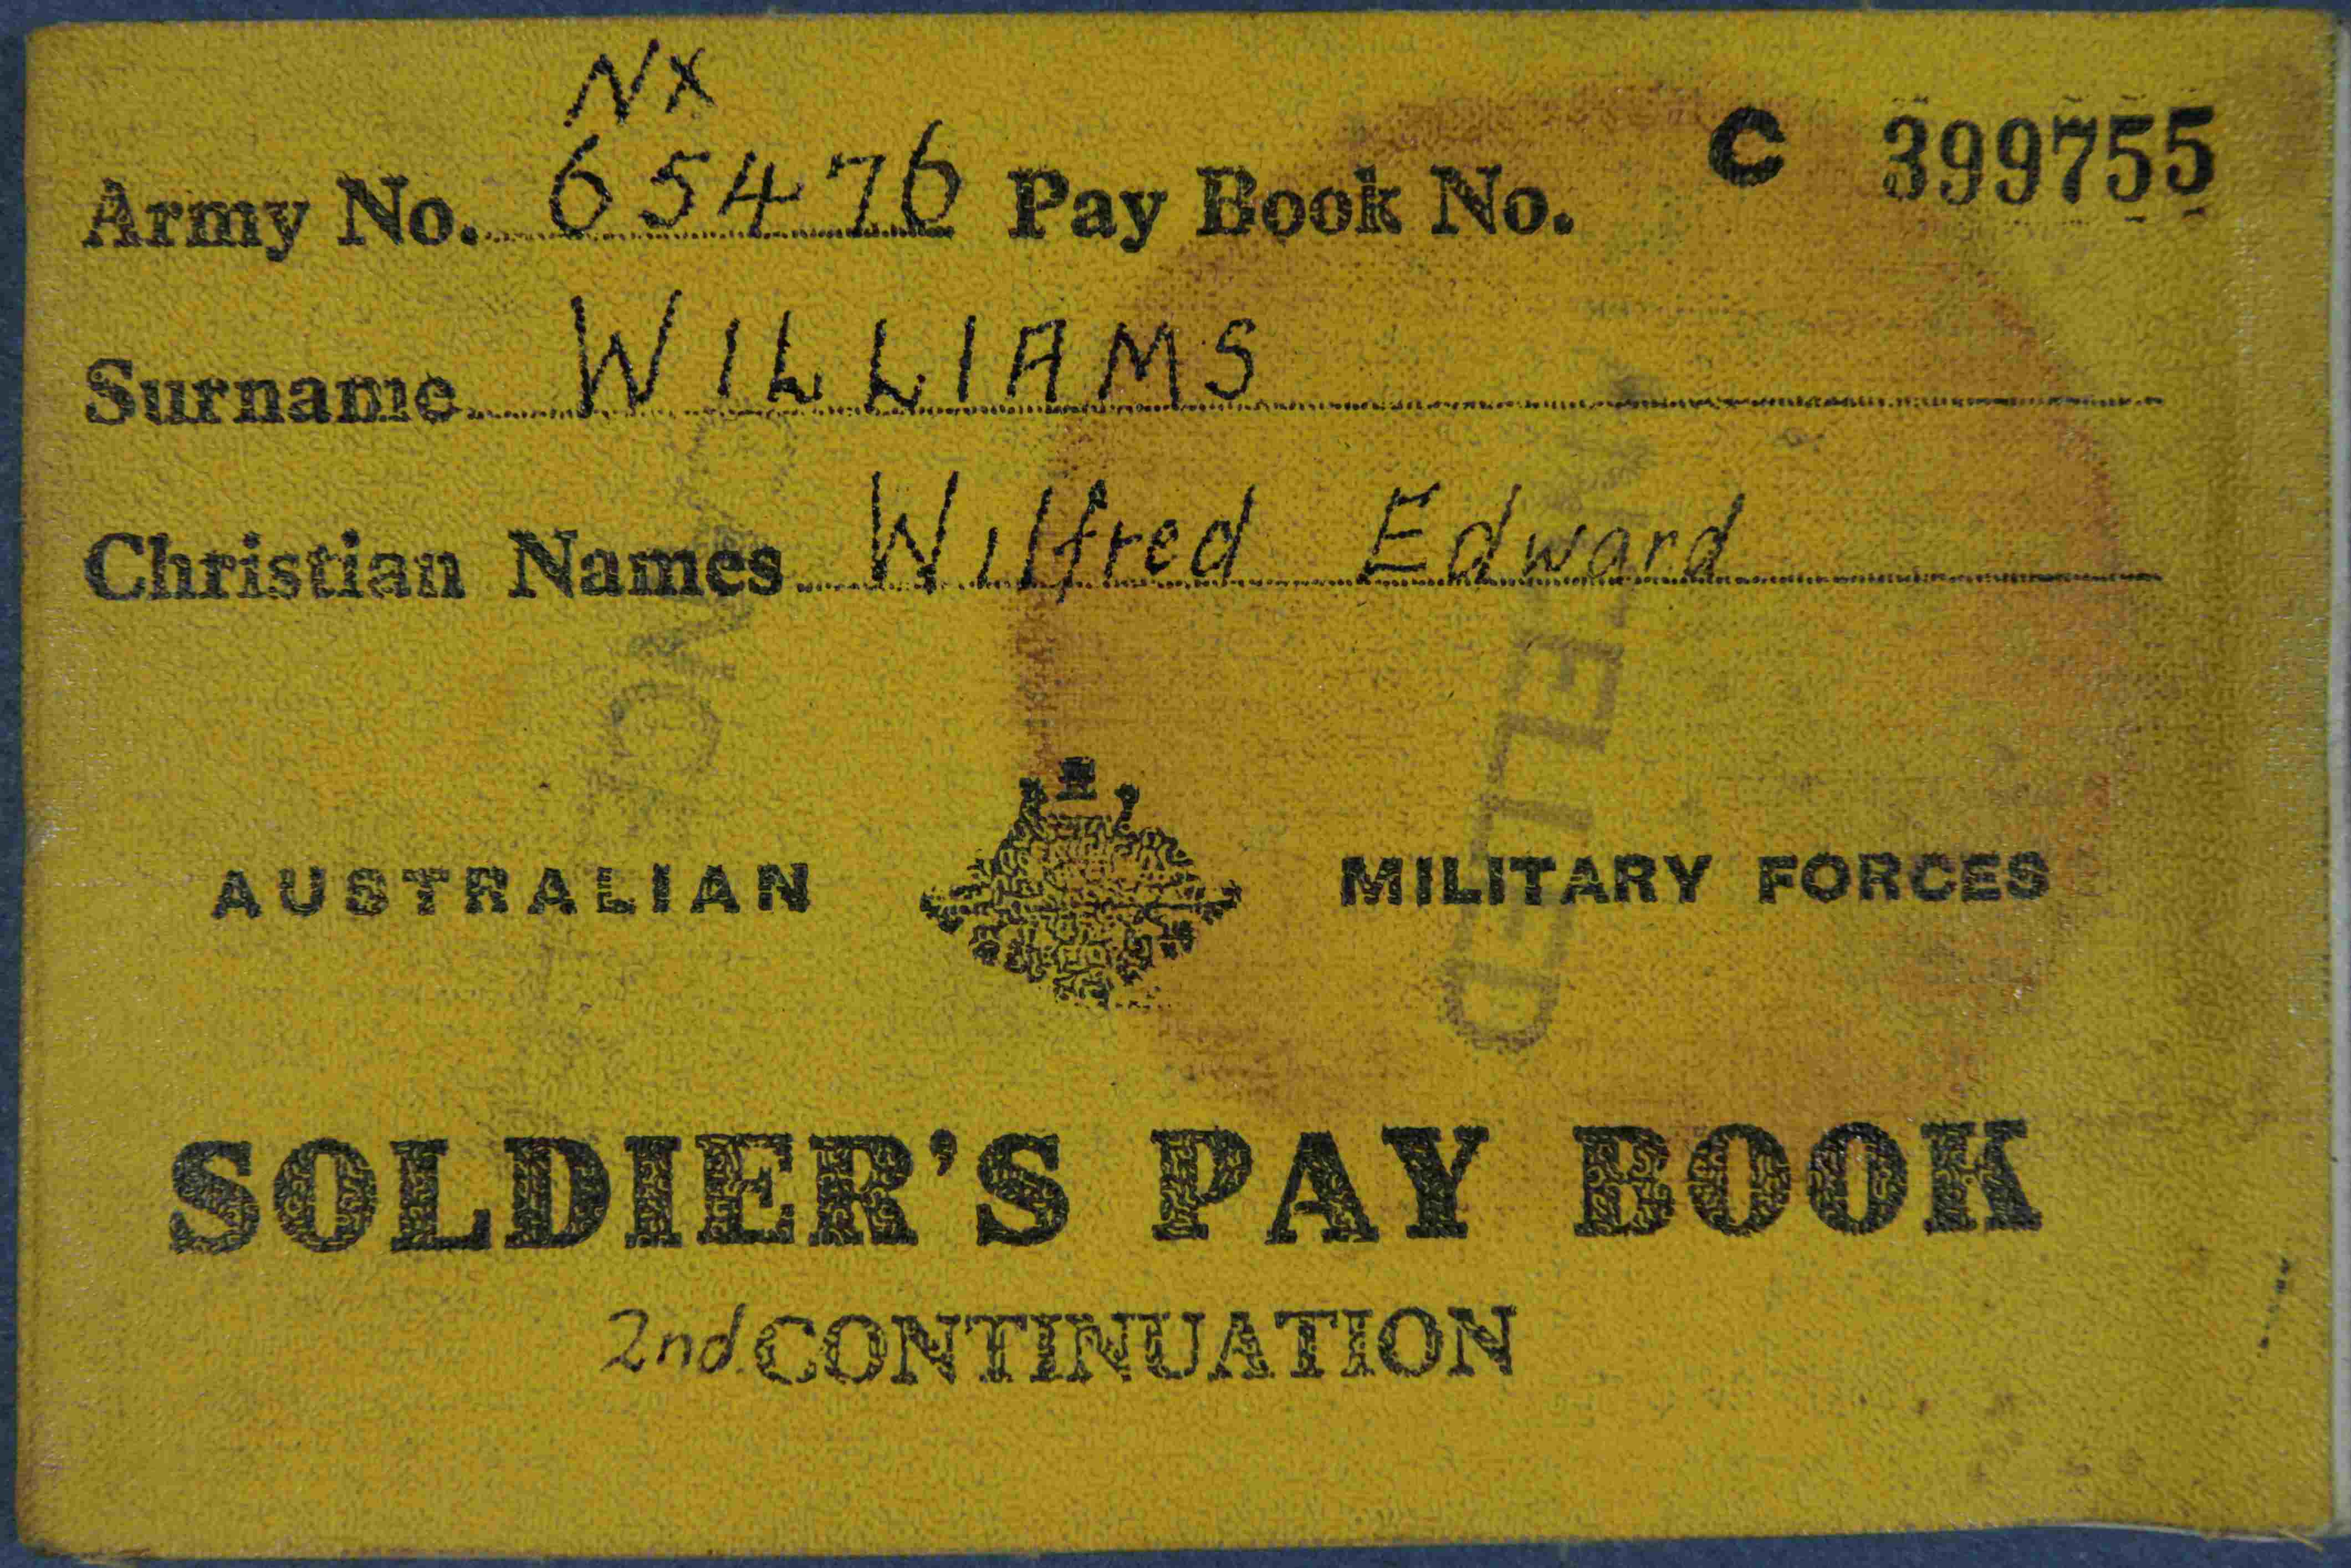 NX
Army No. 65476 Pay Book No. C 399755
Surname WILLIAMS
Christian Names Wilfred Edward
AUSTRALIAN MILITARY FORCES
SOLDIER'S PAY BOOK
2nd CONTINUATION